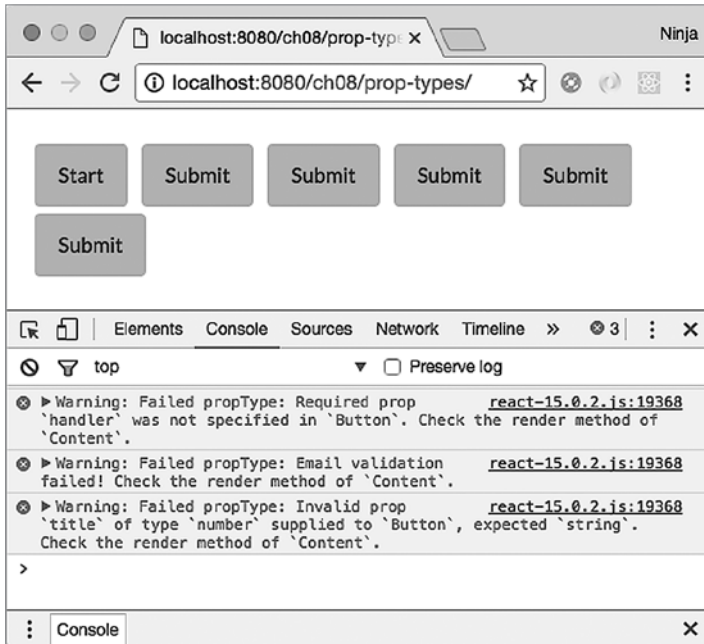 localhost:8080/ch08/prop-type
Ninja
localhost:8080/ch08/prop-types/
Start Submit Submit Submit Submit
Submit
Elements Console Sources Network Timeline » 3
top Preserve log
Warning: Failed propType: Required prop react-15.0.2.js:19368
`handler` was not specified in `Button`. Check the render method of
`Content`.
Warning: Failed propType: Email validation react-15.0.2.js:19368
failed! Check the render method of `Content`.
Warning: Failed propType: Invalid prop react-15.0.2.js:19368
`title` of type `number` supplied to `Button`, expected `string`.
Check the render method of `Content`.
>
Console